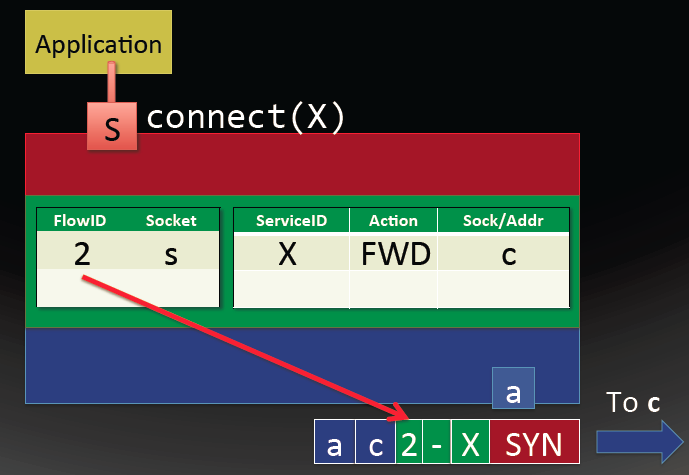 Application
S connect(X)
FlowID Socket ServiceID Action Sock/Addr
2 s X FWD c
a
To c
a c 2 - X SYN